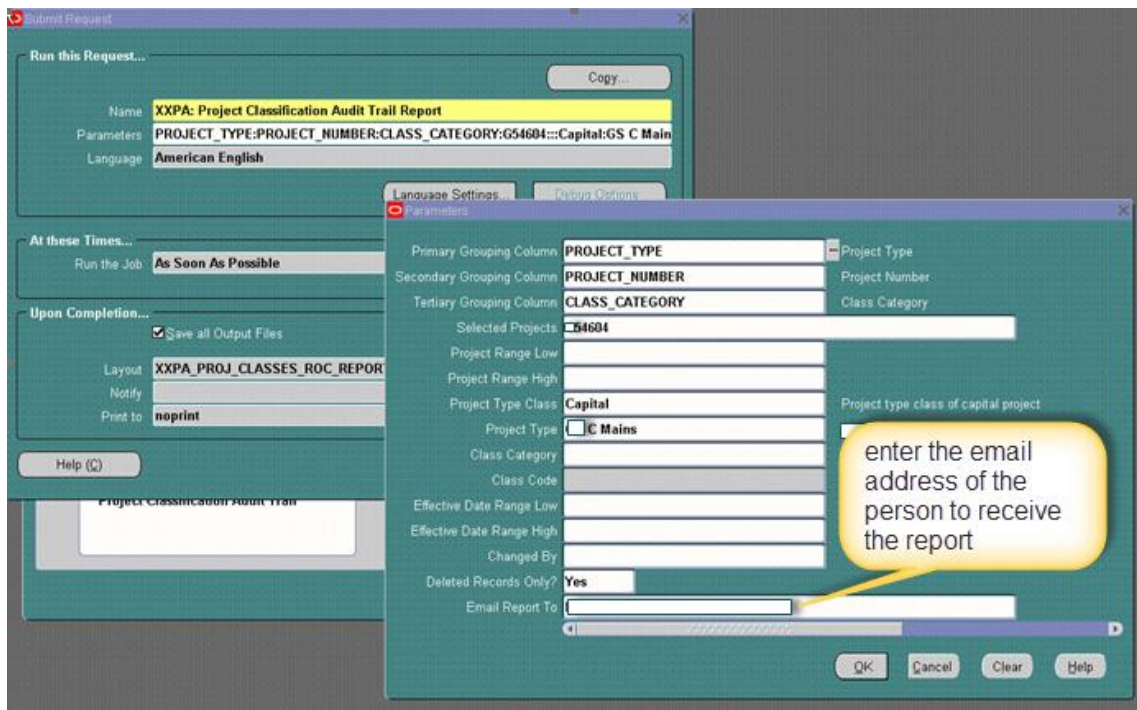 Submit Request
Run this Request...
Copy...
Name XXPA: Project Classification Audit Trail Report
Parameters PROJECT_TYPE:PROJECT_NUMBER:CLASS_CATEGORY:G54604:::Capital:GS C Main
Language American English
Language Settings... Debug Options
At these Times...
Run the Job As Soon As Possible
Upon Completion...
Save all Output Files
Layout XXPA_PROJ_CLASSES_ROC_REPOR
Notify
Print to noprint
Help (C)
Project Classification Audit Trail
Parameters
Primary Grouping Column PROJECT_TYPE Project Type
Secondary Grouping Column PROJECT_NUMBER Project Number
Tertiary Grouping Column CLASS_CATEGORY Class Category
Selected Projects 54604
Project Range Low
Project Range High
Project Type Class Capital Project type class of capital project
Project Type C Mains
Class Category
Class Code
Effective Date Range Low
Effective Date Range High
Changed By
Deleted Records Only? Yes
Email Report To
enter the email
address of the
person to receive
the report
OK Cancel Clear Help